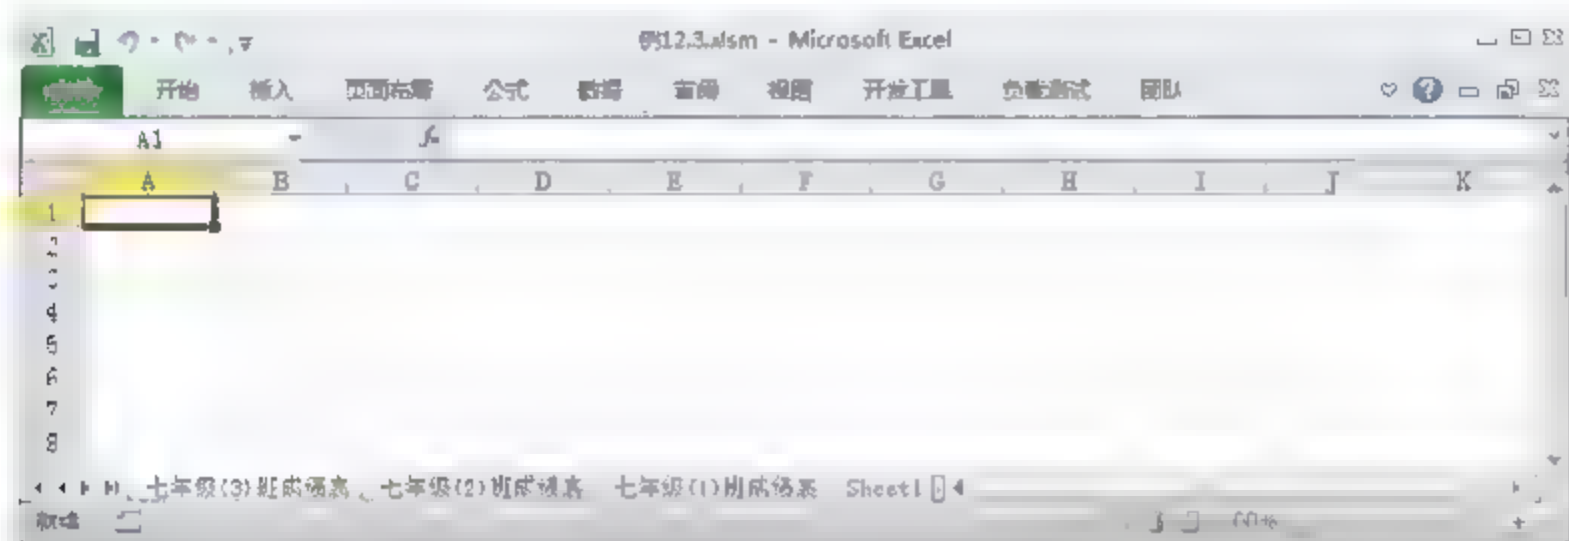 例12.3.xlsm - Microsoft Excel
开始 插入 页面布局 公式 数据 审阅 视图 开发工具 负载测试 团队
A1 fx
A B C D E F G H I J K
1
2
3
4
5
6
7
8
七年级(3)班成绩表 七年级(2)班成绩表 七年级(1)班成绩表 Sheet1
就绪